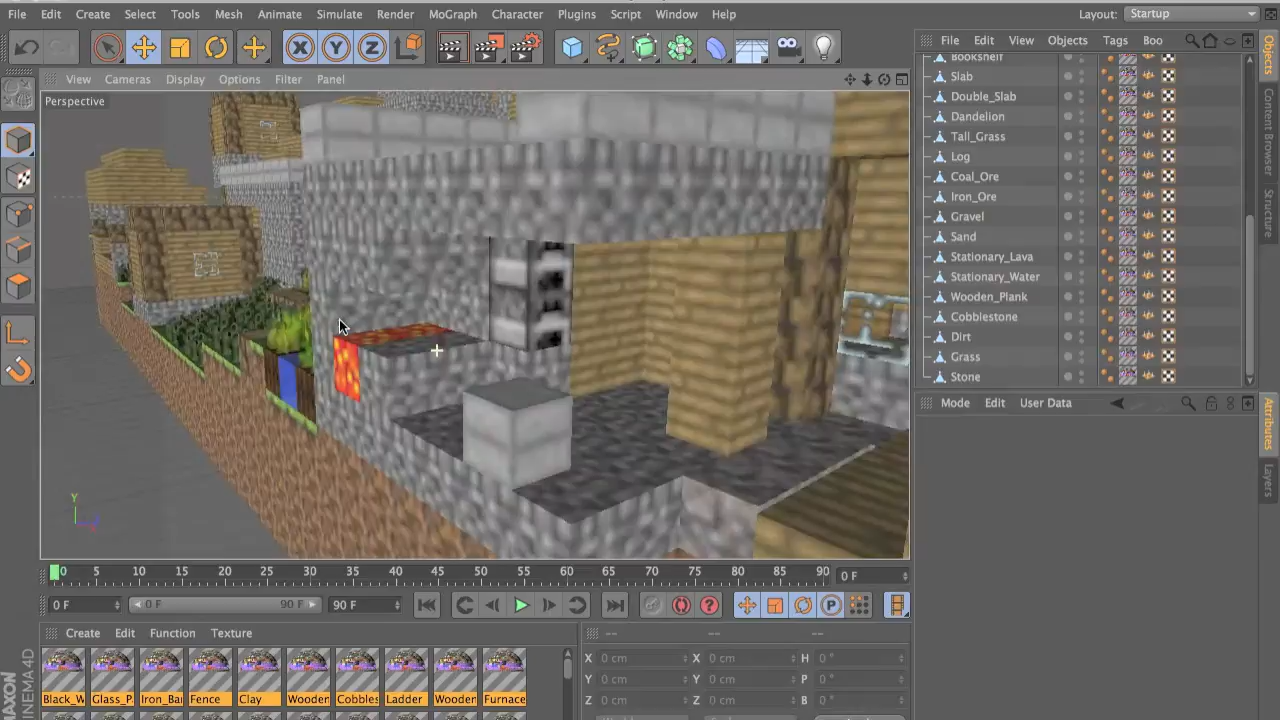 File Edit Create Select Tools Mesh Animate Simulate Render MoGraph Character Plugins Script Window Help Layout: Startup
X Y Z
File Edit View Objects Tags Boo
View Cameras Display Options Filter Panel
Perspective
Bookshelf
Slab
Double_Slab
Dandelion
Tall_Grass
Log
Coal_Ore
Iron_Ore
Gravel
Sand
Stationary_Lava
Stationary_Water
Wooden_Plank
Cobblestone
Dirt
Grass
Stone
Objects
Content Browser
Structure
Mode Edit User Data
Attributes
Layers
Y
0 5 10 15 20 25 30 35 40 45 50 55 60 65 70 75 80 85 90 0 F
0 F 0 F 90 F 90 F
P
Create Edit Function Texture
-- -- --
Black_W Glass_P Iron_Bar Fence Clay Wooden Cobbles Ladder Wooden Furnace
X 0 cm X 0 cm H 0 °
Y 0 cm Y 0 cm P 0 °
Z 0 cm Z 0 cm B 0 °
MAXON
CINEMA 4D